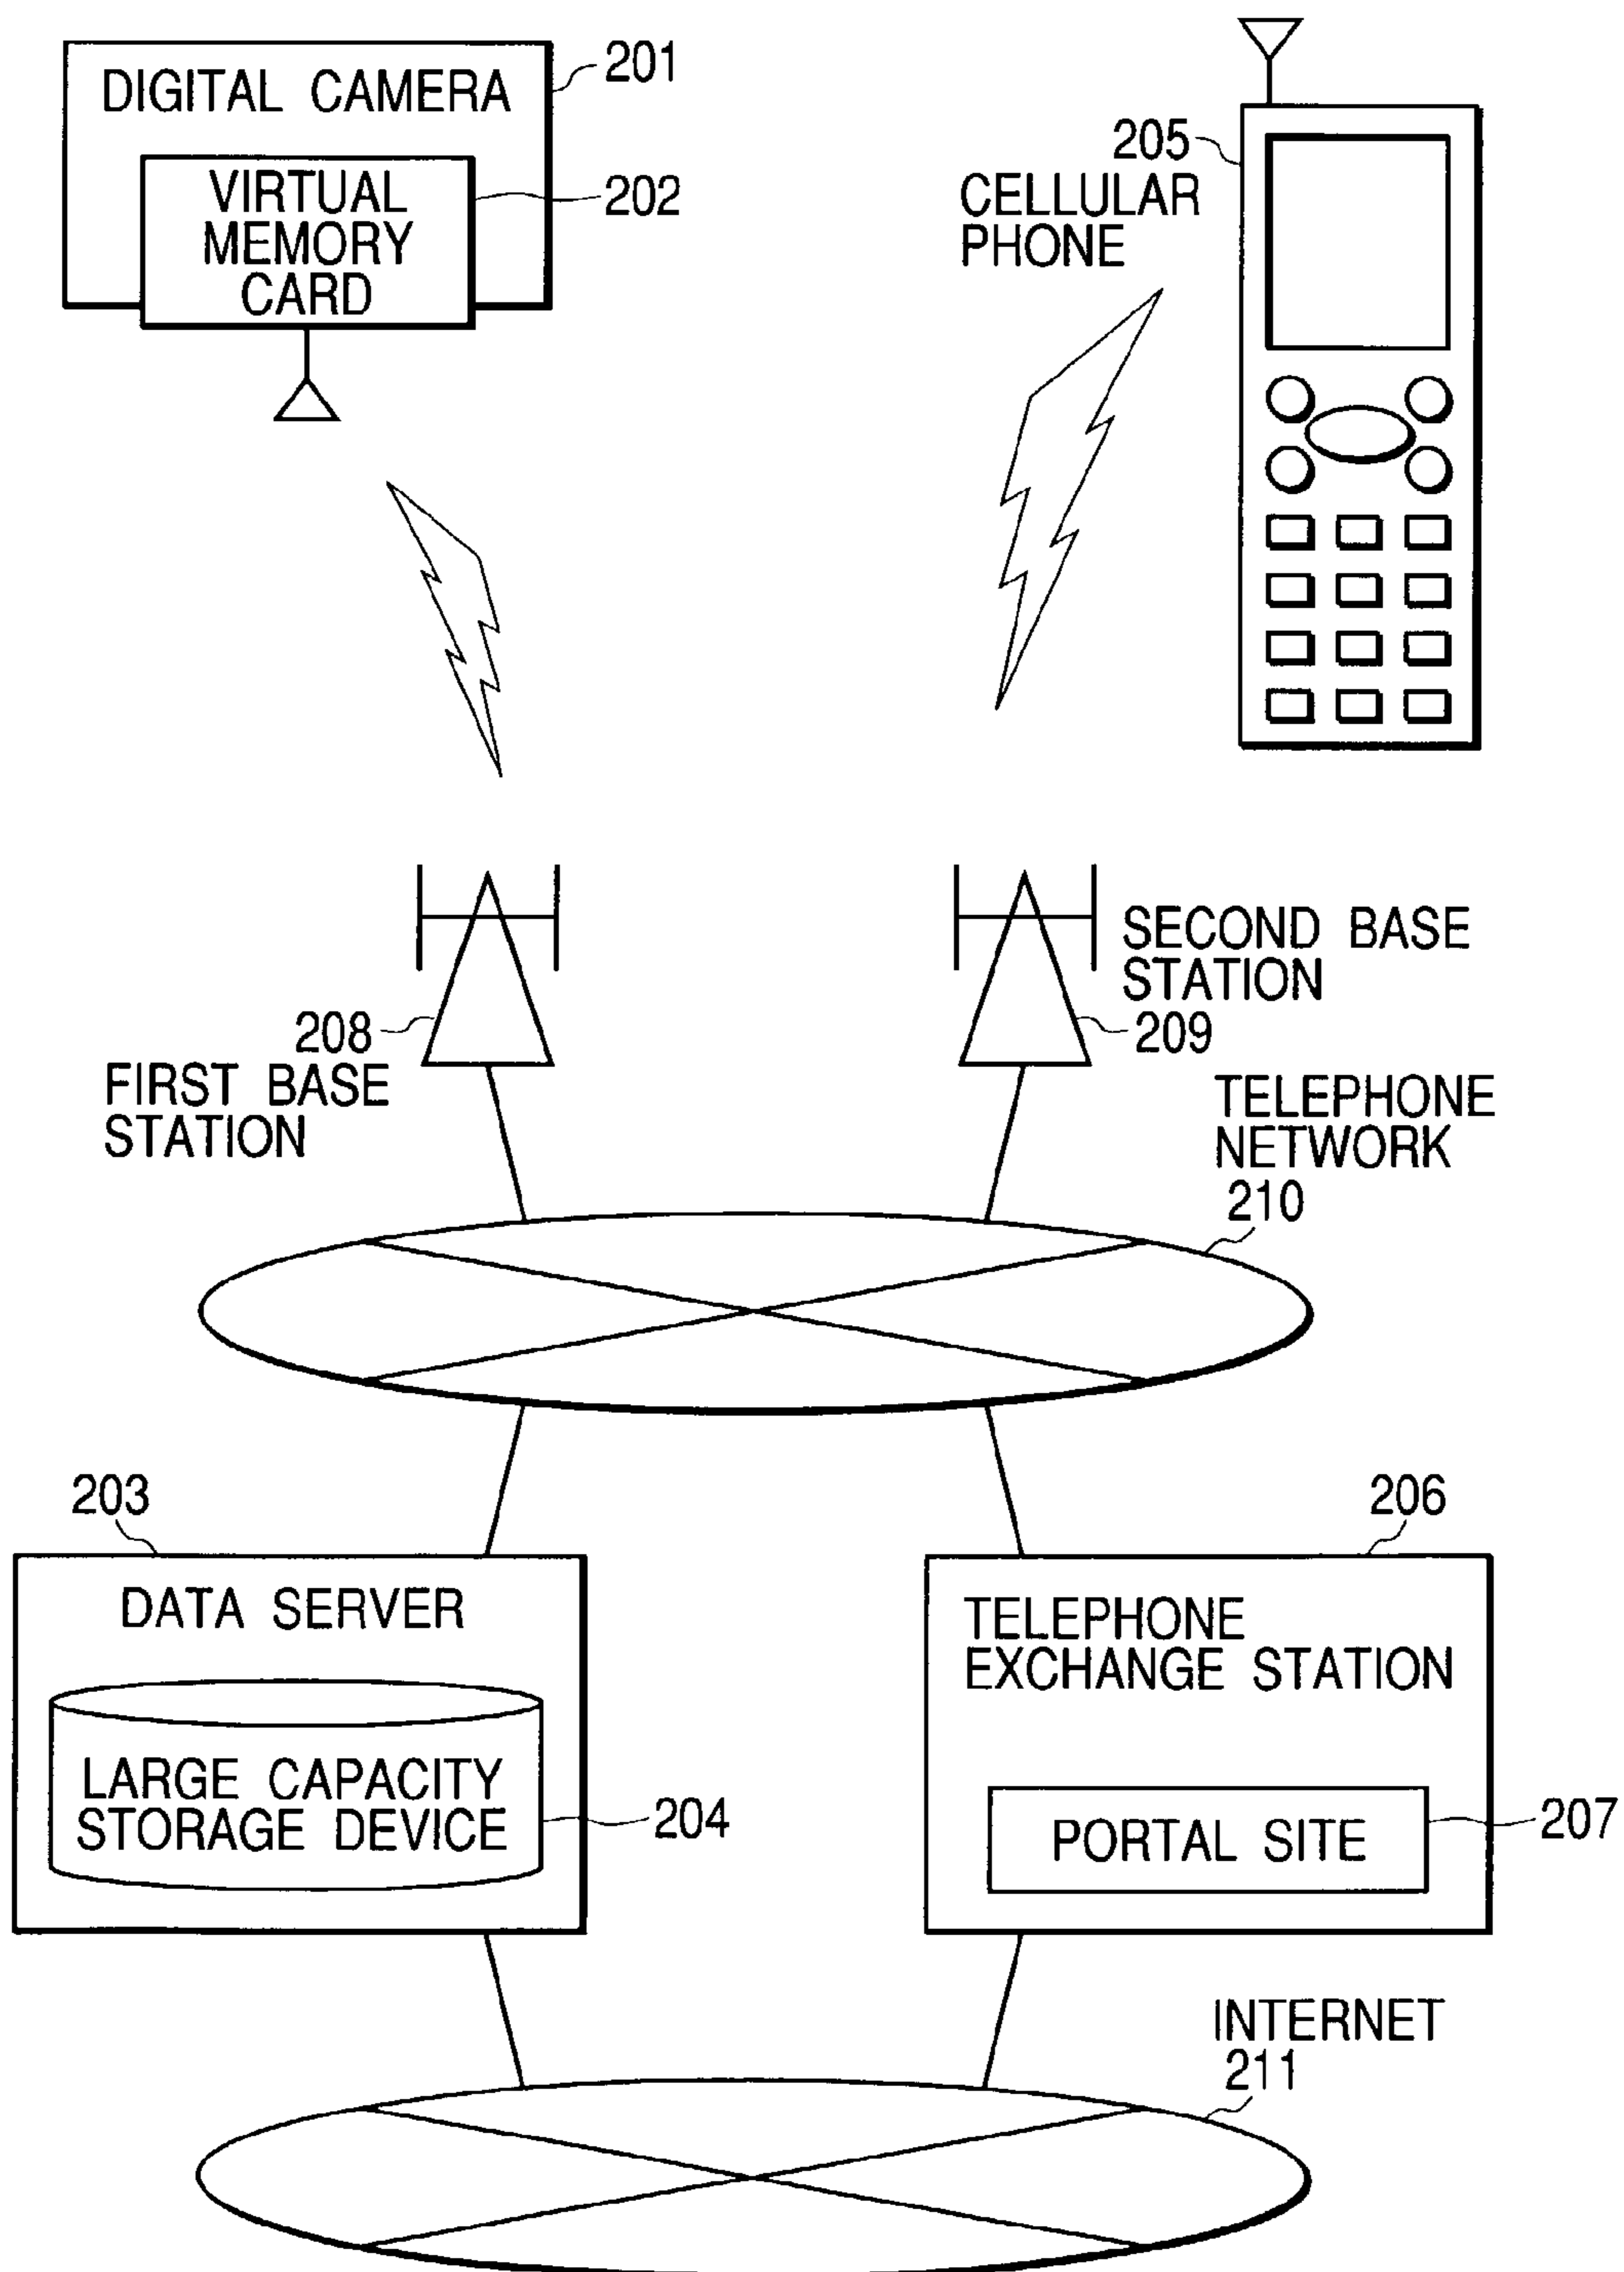 DIGITAL CAMERA
201
VIRTUAL
MEMORY
CARD
202
205
CELLULAR
PHONE
208
FIRST BASE
STATION
SECOND BASE
STATION
209
TELEPHONE
NETWORK
210
203
DATA SERVER
LARGE CAPACITY
STORAGE DEVICE
204
206
TELEPHONE
EXCHANGE STATION
PORTAL SITE
207
INTERNET
211